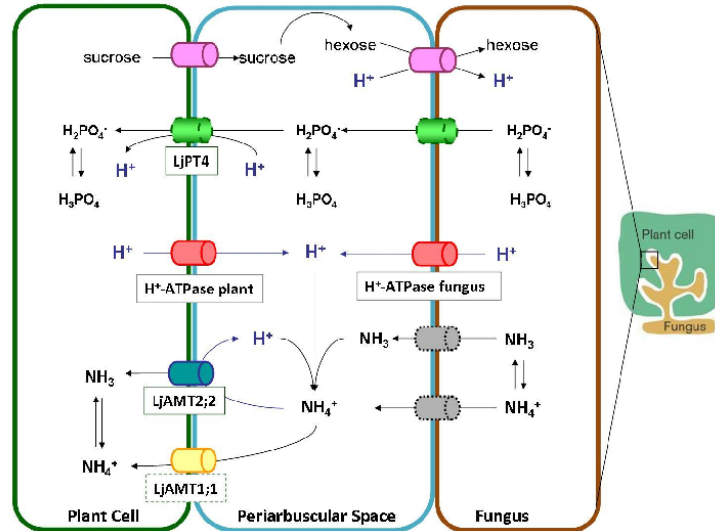 sucrose sucrose hexose hexose
H⁺ H⁺
H₂PO₄⁻ H₂PO₄⁻ H₂PO₄⁻
H⁺ LjPT4 H⁺
H₃PO₄ H₃PO₄ H₃PO₄
Plant cell
H⁺ H⁺ H⁺
H⁺-ATPase plant H⁺-ATPase fungus
Fungus
H⁺ NH₃ NH₃
NH₃
LjAMT2;2 NH₄⁺ NH₄⁺
NH₄⁺
LjAMT1;1
Plant Cell Periarbuscular Space Fungus